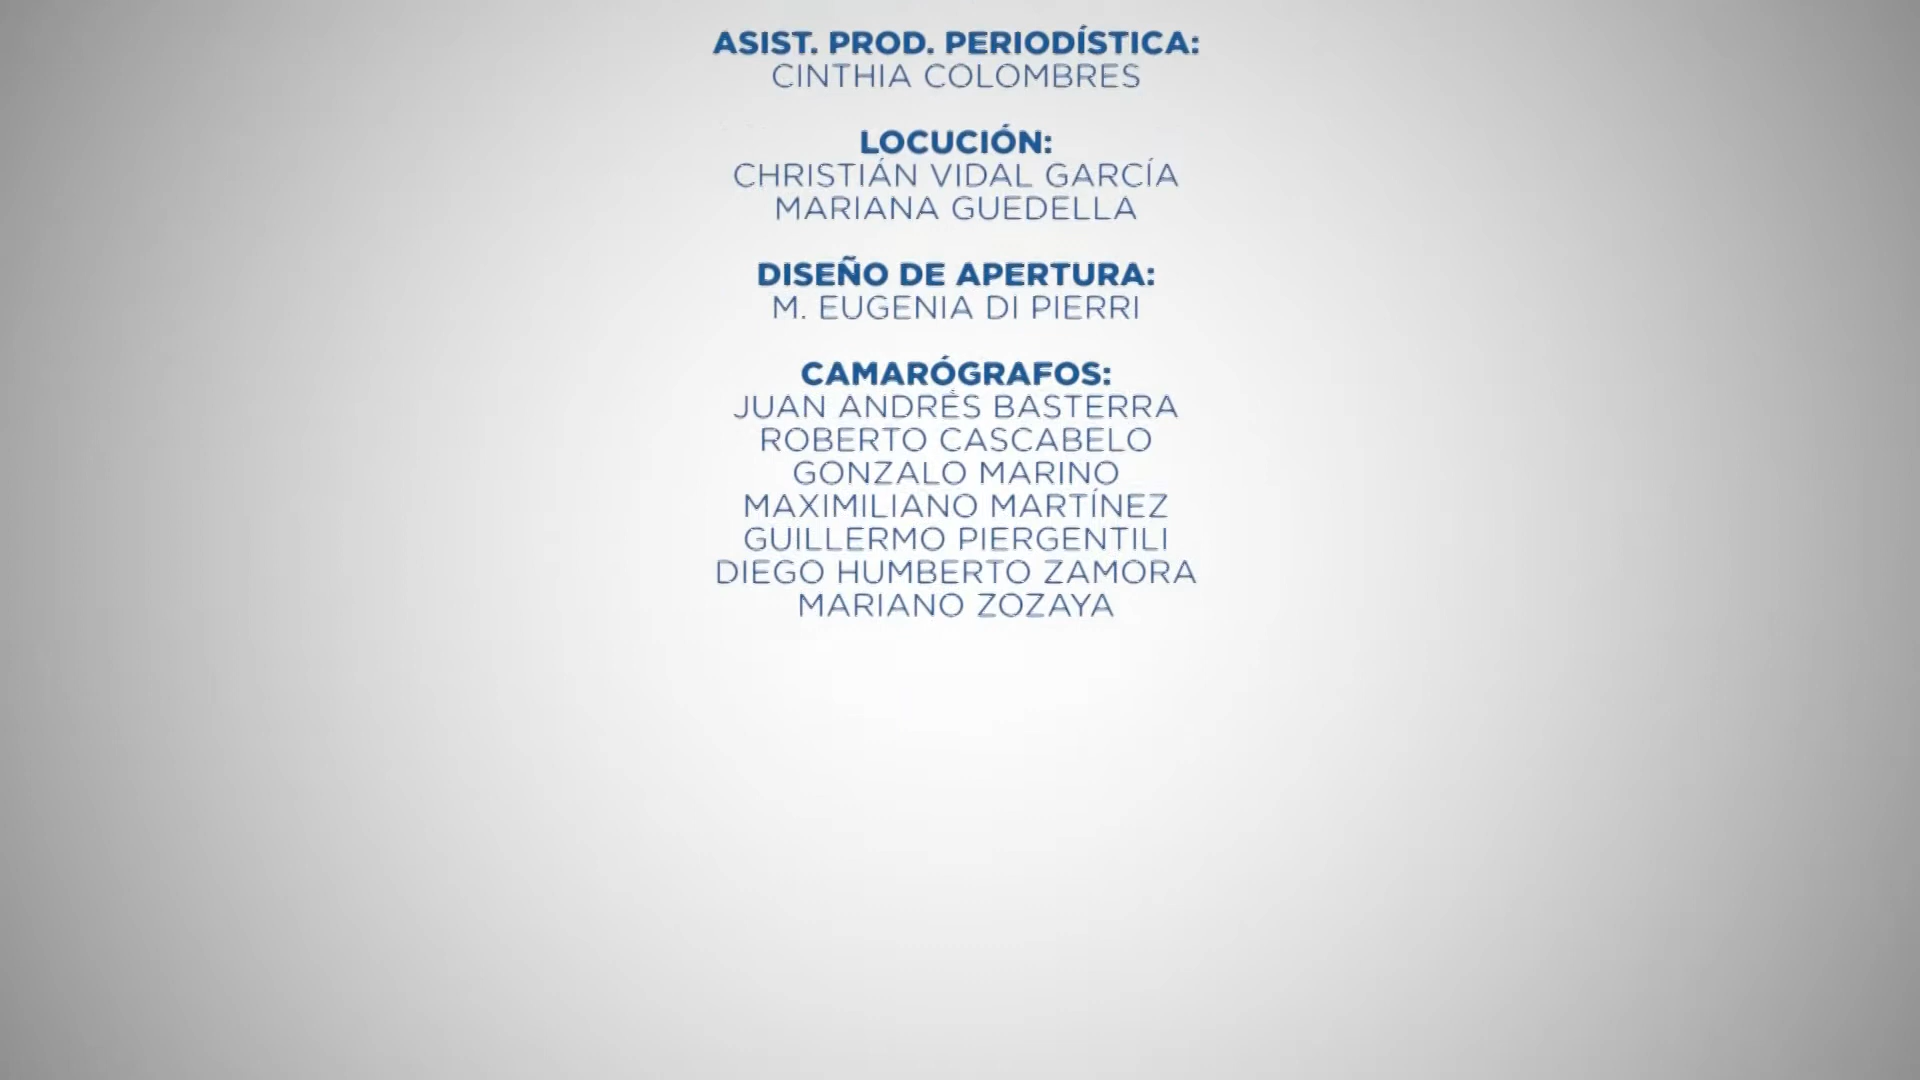 ASIST. PROD. PERIODÍSTICA:
CINTHIA COLOMBRES
LOCUCIÓN:
CHRISTIÁN VIDAL GARCÍA
MARIANA GUEDELLA
DISEÑO DE APERTURA:
M. EUGENIA DI PIERRI
CAMARÓGRAFOS:
JUAN ANDRÉS BASTERRA
ROBERTO CASCABELO
GONZALO MARINO
MAXIMILIANO MARTÍNEZ
GUILLERMO PIERGENTILI
DIEGO HUMBERTO ZAMORA
MARIANO ZOZAYA